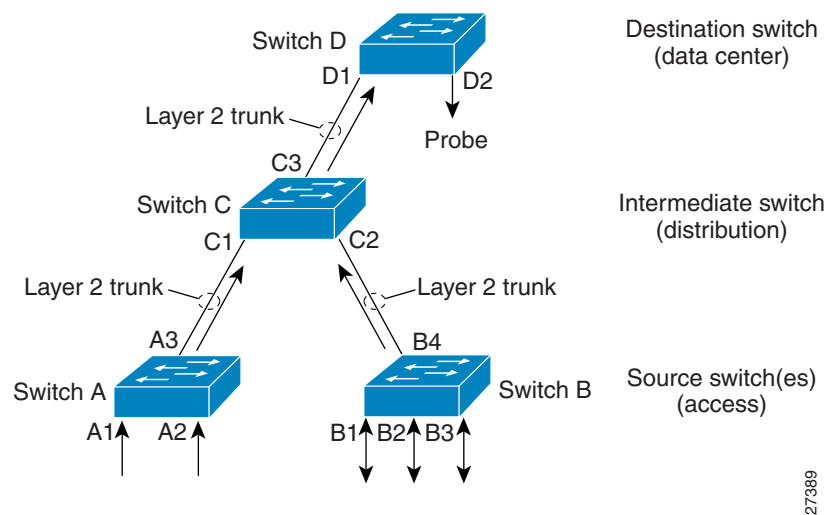 Switch D
Destination switch
(data center)
D1
D2
Layer 2 trunk
Probe
C3
Switch C
Intermediate switch
(distribution)
C1
C2
Layer 2 trunk
Layer 2 trunk
A3
B4
Switch A
Switch B
Source switch(es)
(access)
A1
A2
B1
B2
B3
27389